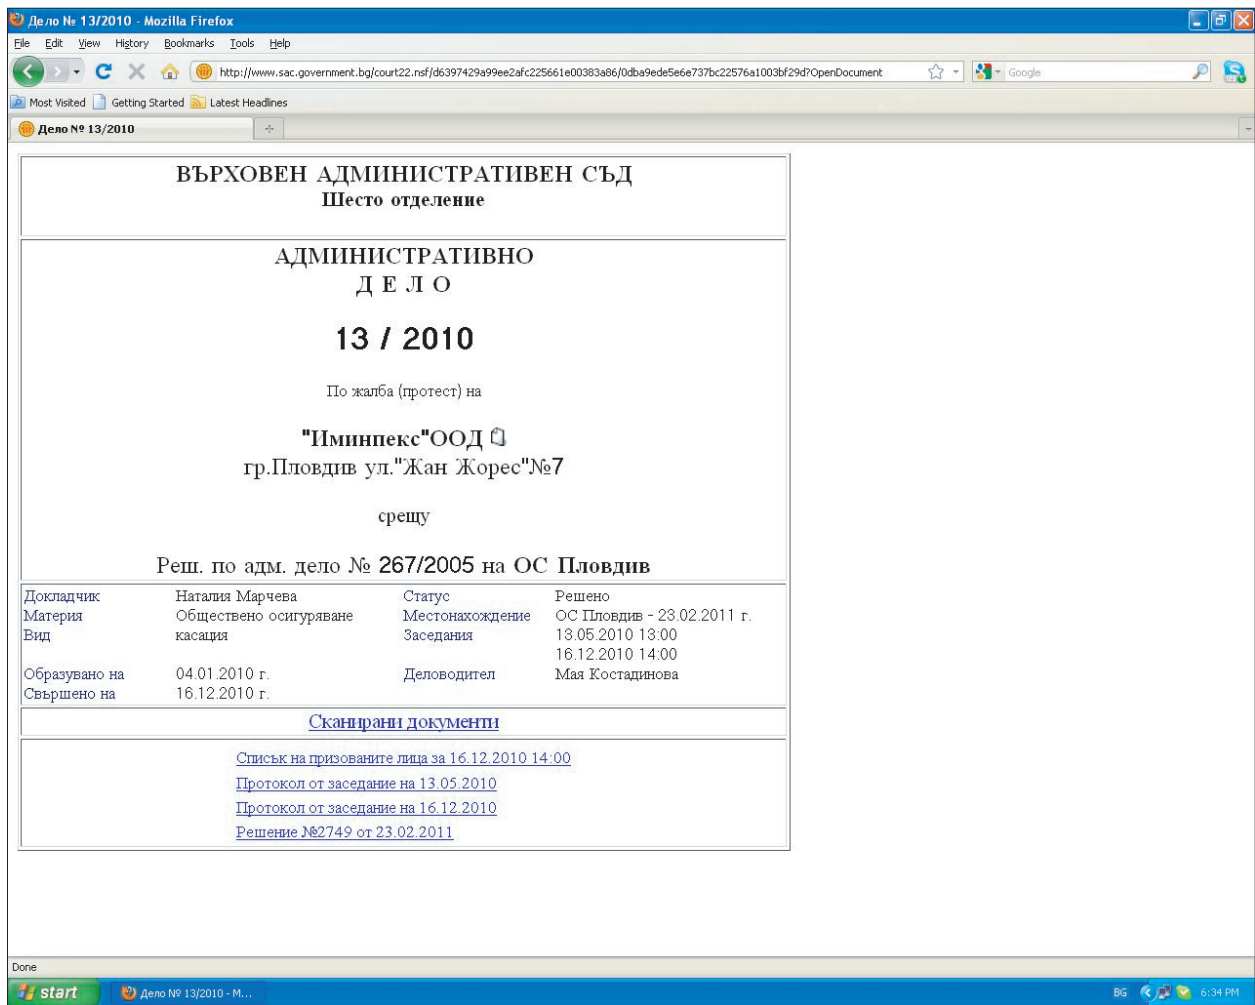 Дело № 13/2010 - Mozilla Firefox
File Edit View History Bookmarks Tools Help
http://www.sac.government.bg/court22.nsf/d6397429a99ee2afc225661e00383a86/0dba9ede5e6e737bc22576a1003bf29d?OpenDocument
Google
Most Visited Getting Started Latest Headlines
Дело № 13/2010
ВЪРХОВЕН АДМИНИСТРАТИВЕН СЪД
Шесто отделение
АДМИНИСТРАТИВНО
Д Е Л О
13 / 2010
По жалба (протест) на
"Иминпекс"ООД
гр.Пловдив ул."Жан Жорес"№7
срещу
Реш. по адм. дело № 267/2005 на ОС Пловдив
Докладчик Наталия Марчева Статус Решено
Материя Обществено осигуряване Местонахождение ОС Пловдив - 23.02.2011 г.
Вид касация Заседания 13.05.2010 13:00
16.12.2010 14:00
Образувано на 04.01.2010 г. Деловодител Мая Костадинова
Свършено на 16.12.2010 г.
Сканирани документи
Списък на призованите лица за 16.12.2010 14:00
Протокол от заседание на 13.05.2010
Протокол от заседание на 16.12.2010
Решение №2749 от 23.02.2011
Done
start Дело № 13/2010 - M... BG 6:34 PM